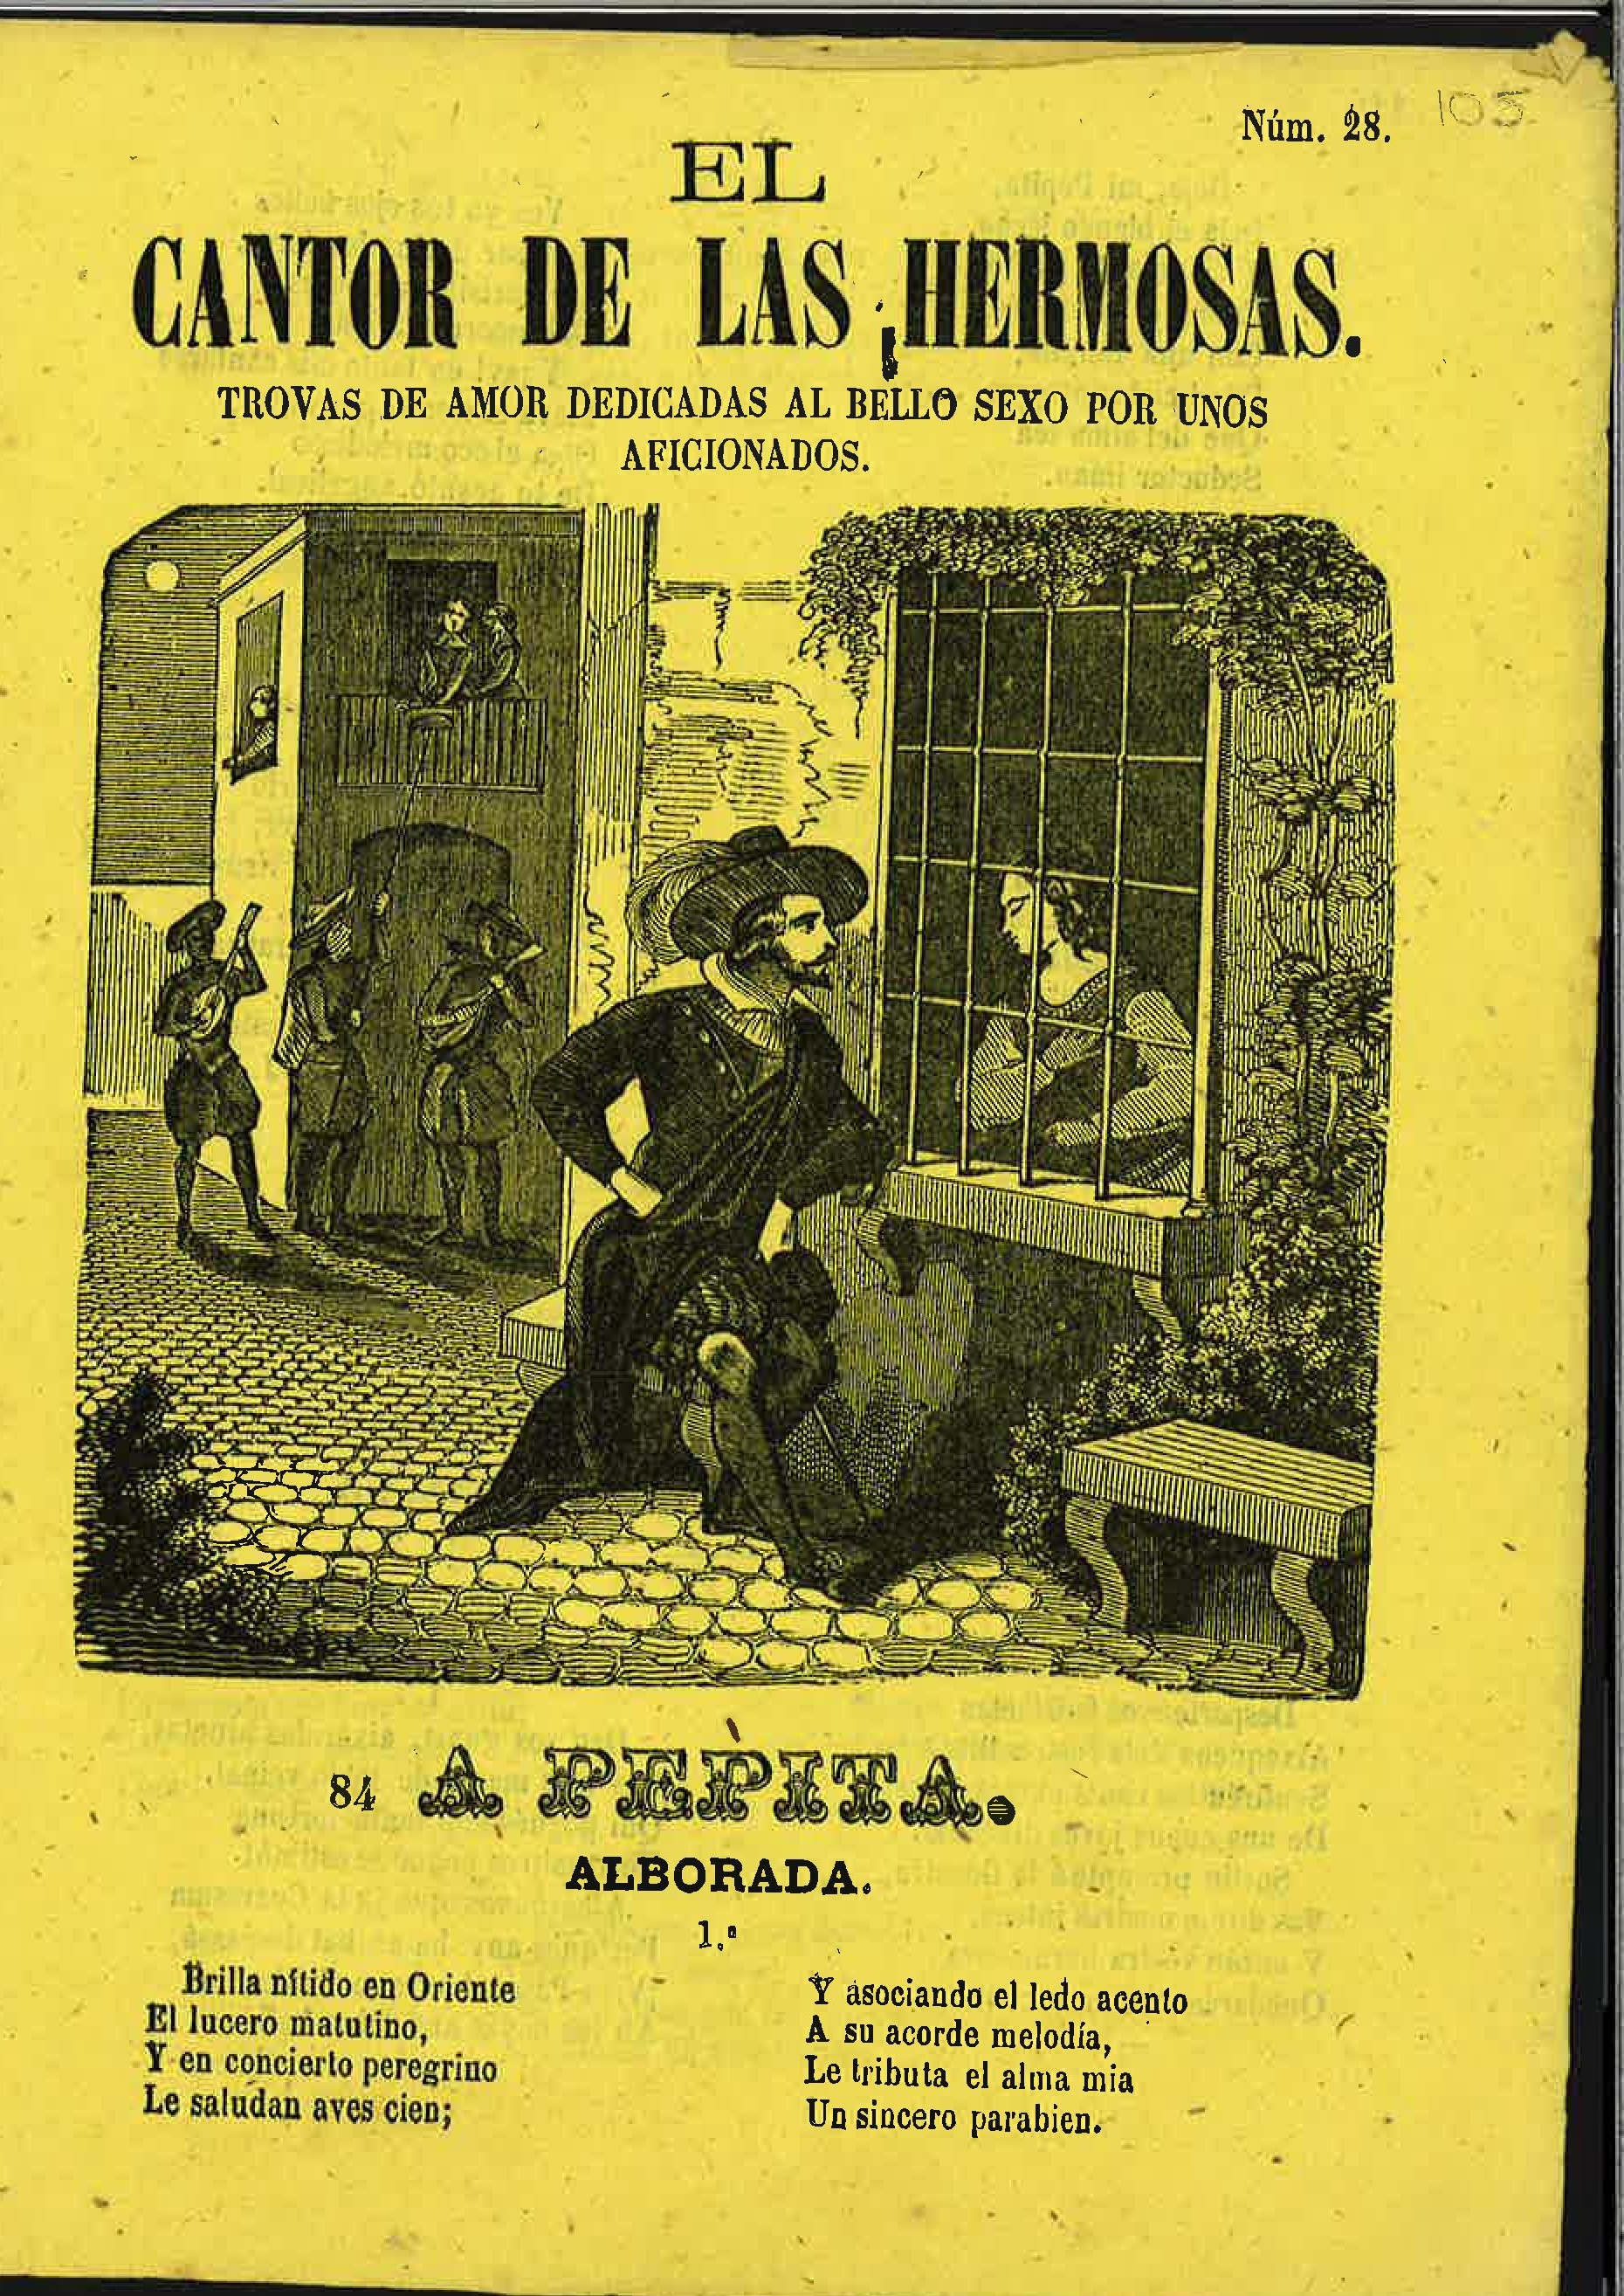 Núm. 28.
105
EL
CANTOR DE LAS HERMOSAS.
TROVAS DE AMOR DEDICADAS AL BELLO SEXO POR UNOS
AFICIONADOS.
84 A PEPITA.
ALBORADA.
1.ª
Brilla nítido en Oriente
El lucero matutino,
Y en concierto peregrino
Le saludan aves cien;
Y asociando el ledo acento
A su acorde melodía,
Le tributa el alma mia
Un sincero parabien.